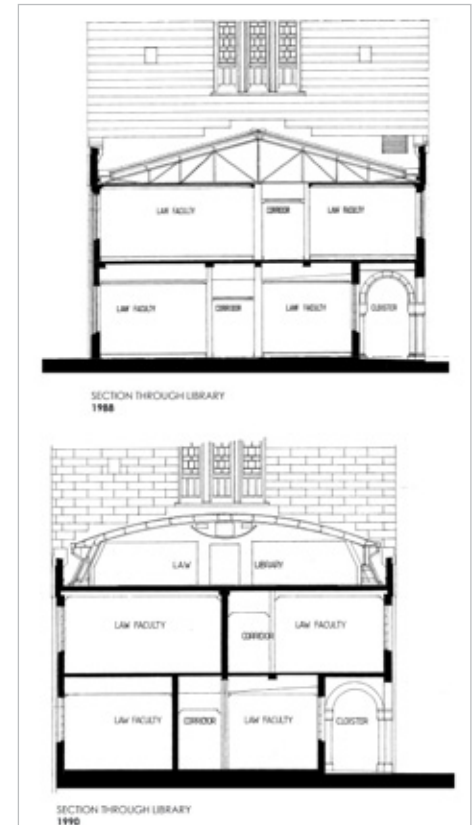 LAW FACULTY CORRIDOR LAW FACULTY
LAW FACULTY CORRIDOR LAW FACULTY CLOISTER
SECTION THROUGH LIBRARY
1988
LAW LIBRARY
LAW FACULTY CORRIDOR LAW FACULTY
LAW FACULTY CORRIDOR LAW FACULTY CLOISTER
SECTION THROUGH LIBRARY
1990